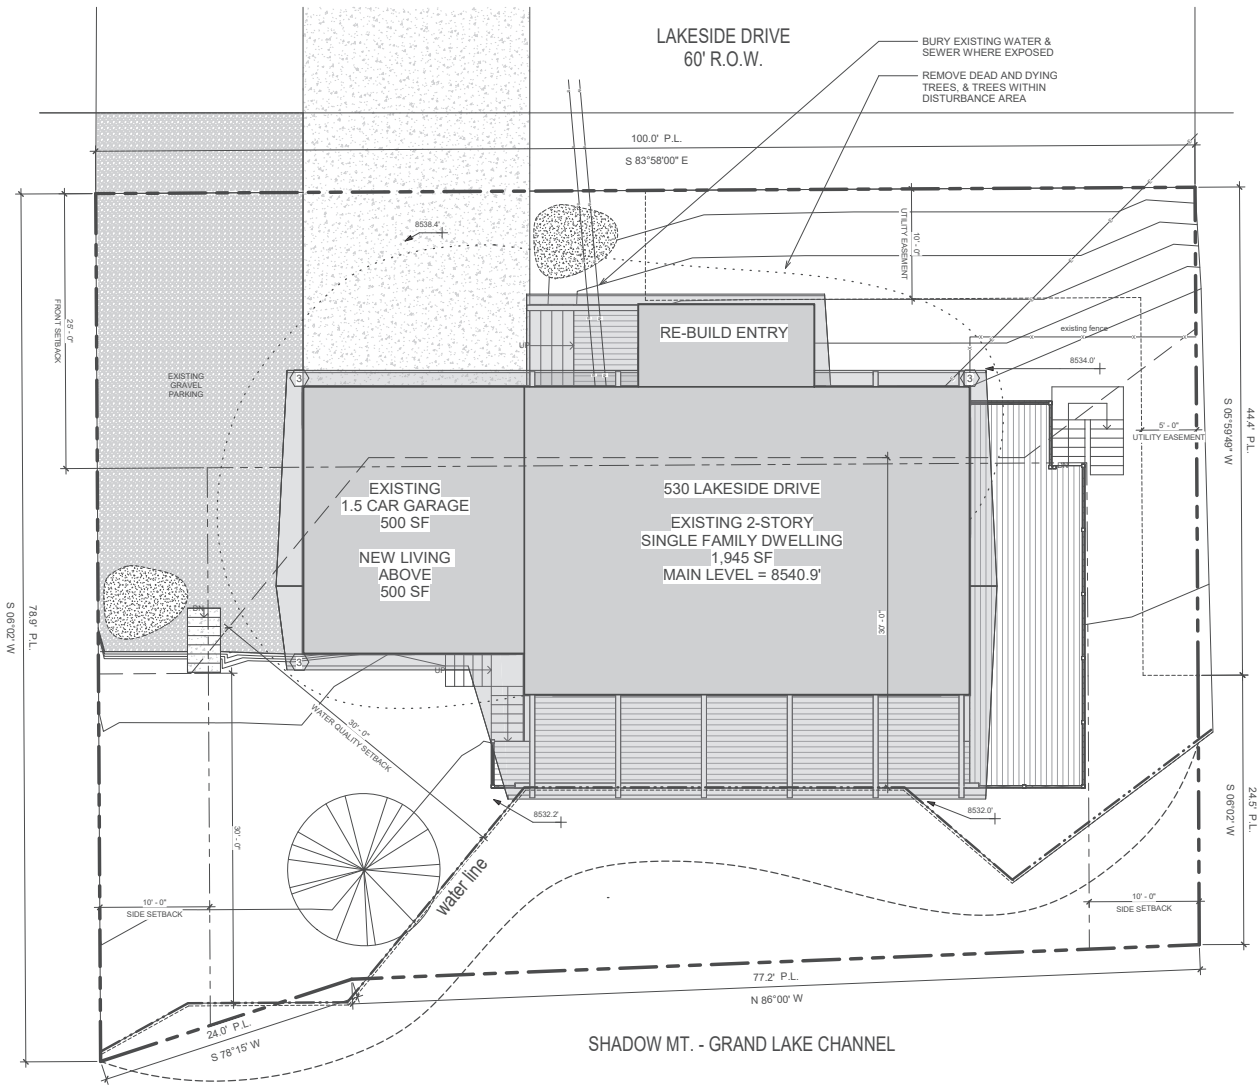 LAKESIDE DRIVE
60' R.O.W.
BURY EXISTING WATER &
SEWER WHERE EXPOSED
REMOVE DEAD AND DYING
TREES, & TREES WITHIN
DISTURBANCE AREA
100.0' P.L.
S 83°58'00" E
8538.4'
UTILITY EASEMENT
10' - 0"
FRONT SETBACK
25' - 0"
RE-BUILD ENTRY
UP
existing fence
8534.0'
3
3
EXISTING
GRAVEL
PARKING
5' - 0"
UTILITY EASEMENT
S 05°59'49" W
44.4' P.L.
DN
EXISTING
1.5 CAR GARAGE
500 SF
NEW LIVING
ABOVE
500 SF
530 LAKESIDE DRIVE
EXISTING 2-STORY
SINGLE FAMILY DWELLING
1,945 SF
MAIN LEVEL = 8540.9'
30' - 0"
DN
S 06°02' W
78.9' P.L.
3
UP
30' - 0"
WATER QUALITY SETBACK
8532.2'
8532.0'
S 06°02' W
24.5' P.L.
30' - 0"
water line
10' - 0"
SIDE SETBACK
10' - 0"
SIDE SETBACK
77.2' P.L.
N 86°00' W
24.0' P.L.
S 78°15' W
SHADOW MT. - GRAND LAKE CHANNEL